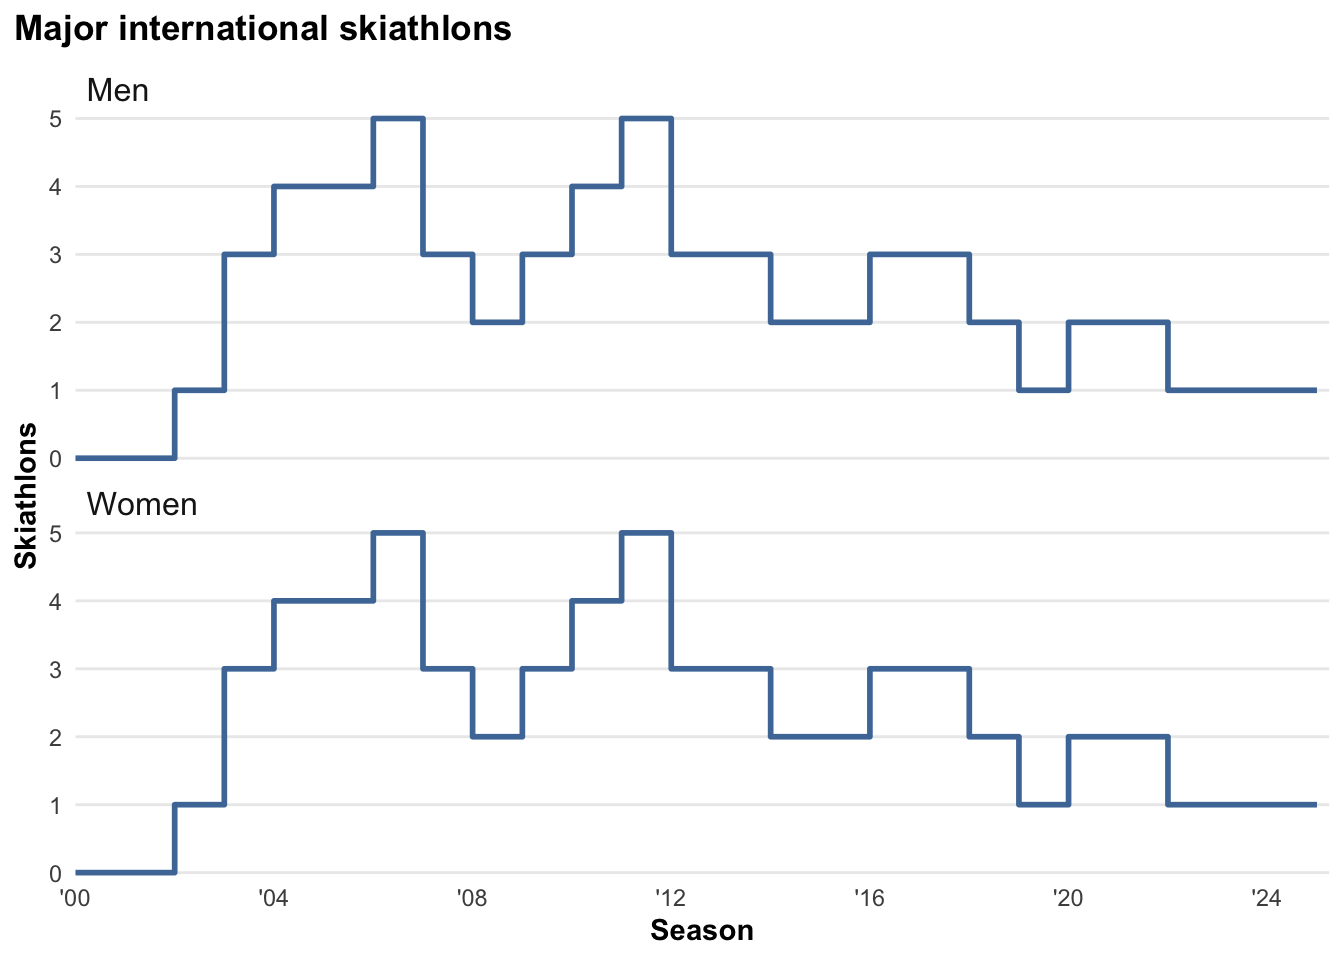 Major international skiathlons
Men
5
4
3
2
1
0
Skiathlons
Women
5
4
3
2
1
0
'00 '04 '08 '12 '16 '20 '24
Season